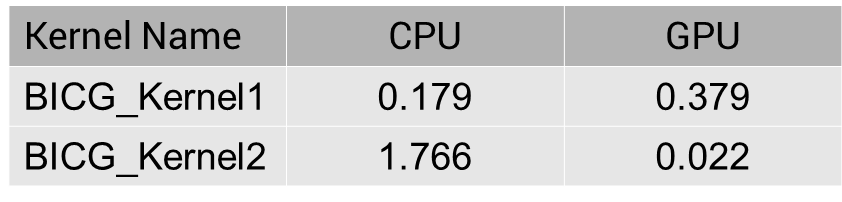 Kernel Name CPU GPU
BICG_Kernel1 0.179 0.379
BICG_Kernel2 1.766 0.022